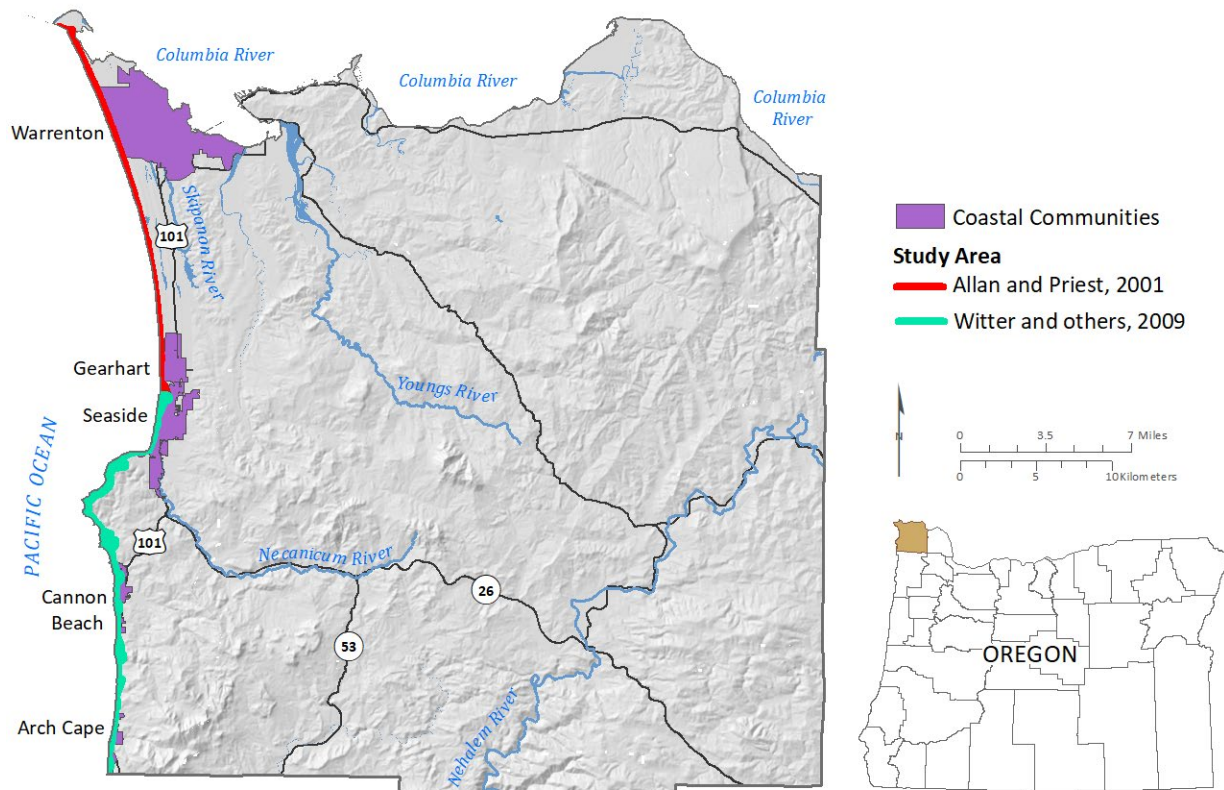 Columbia River
Columbia River
Columbia
River
Warrenton
Skipanon River
101
Gearhart
Seaside
Youngs River
PACIFIC OCEAN
101
Necanicum River
Cannon
Beach
26
53
Arch Cape
Nehalem River
Coastal Communities
Study Area
Allan and Priest, 2001
Witter and others, 2009
N
0 3.5 7 Miles
0 5 10 Kilometers
OREGON